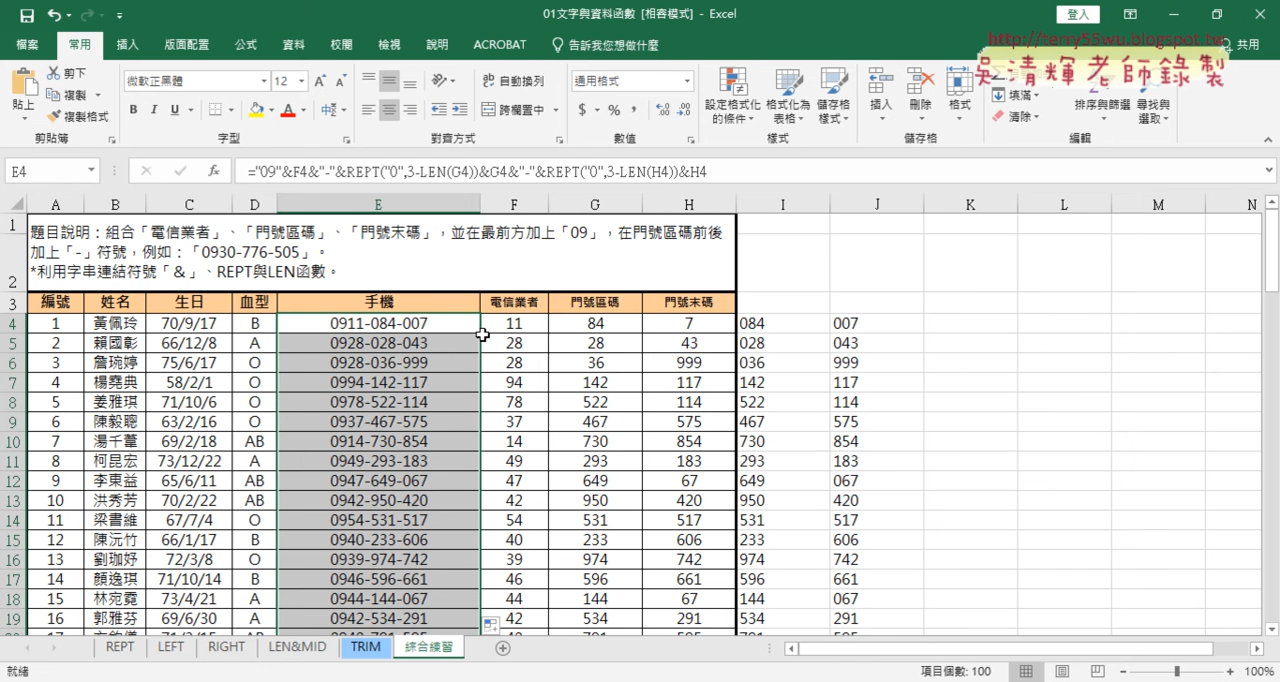 01文字與資料函數 [相容模式] - Excel
登入
http://terry55wu.blogspot.tw
吳清輝老師錄製
檔案 常用 插入 版面配置 公式 資料 校閱 檢視 說明 ACROBAT 告訴我您想做什麼 共用
貼上 剪下 複製 複製格式 剪貼簿
微軟正黑體 12 B I U A 中 字型
自動換列 跨欄置中 對齊方式
通用格式 $ % , 數值
設定格式化的條件 格式化為表格 儲存格樣式 樣式
插入 刪除 格式 儲存格
填滿 清除 排序與篩選 尋找與選取 編輯
E4 fx ="09"&F4&"-"&REPT("0",3-LEN(G4))&G4&"-"&REPT("0",3-LEN(H4))&H4
A B C D E F G H I J K L M N
1 題目說明：組合「電信業者」、「門號區碼」、「門號末碼」，並在最前方加上「09」，在門號區碼前後
2 加上「-」符號，例如：「0930-776-505」。
*利用字串連結符號「&」、REPT與LEN函數。
3 編號 姓名 生日 血型 手機 電信業者 門號區碼 門號末碼
4 1 黃佩玲 70/9/17 B 0911-084-007 11 84 7 084 007
5 2 賴國彰 66/12/8 A 0928-028-043 28 28 43 028 043
6 3 詹琬婷 75/6/17 O 0928-036-999 28 36 999 036 999
7 4 楊堯典 58/2/1 O 0994-142-117 94 142 117 142 117
8 5 姜雅琪 71/10/6 O 0978-522-114 78 522 114 522 114
9 6 陳毅聰 63/2/16 O 0937-467-575 37 467 575 467 575
10 7 湯千蕙 69/2/18 AB 0914-730-854 14 730 854 730 854
11 8 柯昆宏 73/12/22 A 0949-293-183 49 293 183 293 183
12 9 李東益 65/6/11 AB 0947-649-067 47 649 67 649 067
13 10 洪秀芳 70/2/22 AB 0942-950-420 42 950 420 950 420
14 11 梁書維 67/7/4 O 0954-531-517 54 531 517 531 517
15 12 陳沅竹 66/1/17 B 0940-233-606 40 233 606 233 606
16 13 劉珈妤 72/3/8 O 0939-974-742 39 974 742 974 742
17 14 顏逸琪 71/10/14 B 0946-596-661 46 596 661 596 661
18 15 林宛霓 73/4/21 A 0944-144-067 44 144 67 144 067
19 16 郭雅芬 69/6/30 A 0942-534-291 42 534 291 534 291
REPT LEFT RIGHT LEN&MID TRIM 綜合練習
就緒 項目個數: 100 100%